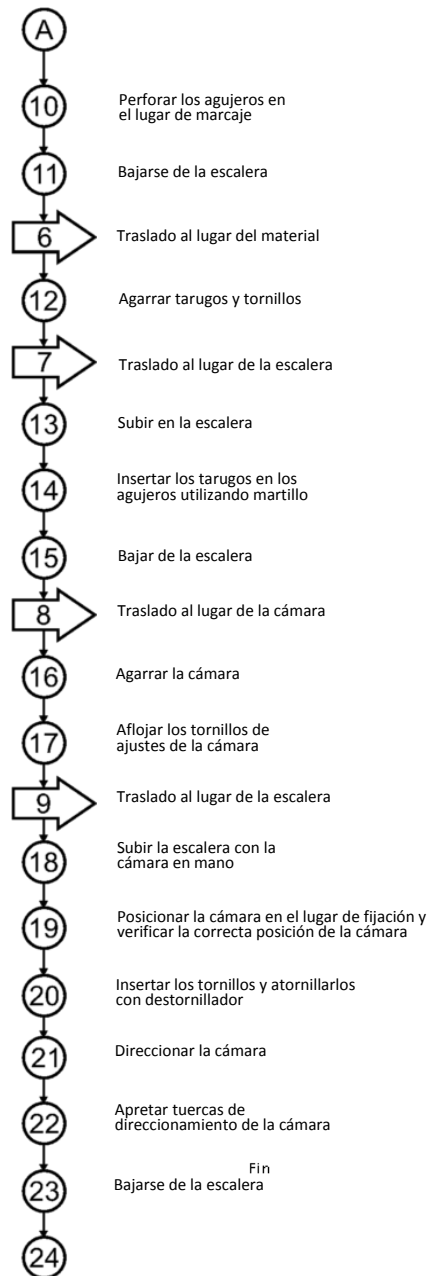 A
10
Perforar los agujeros en
el lugar de marcaje
11
Bajarse de la escalera
6
Traslado al lugar del material
12
Agarrar tarugos y tornillos
7
Traslado al lugar de la escalera
13
Subir en la escalera
14
Insertar los tarugos en los
agujeros utilizando martillo
15
Bajar de la escalera
8
Traslado al lugar de la cámara
16
Agarrar la cámara
17
Aflojar los tornillos de
ajustes de la cámara
9
Traslado al lugar de la escalera
18
Subir la escalera con la
cámara en mano
19
Posicionar la cámara en el lugar de fijación y
verificar la correcta posición de la cámara
20
Insertar los tornillos y atornillarlos
con destornillador
21
Direccionar la cámara
22
Apretar tuercas de
direccionamiento de la cámara
Fin
23
Bajarse de la escalera
24